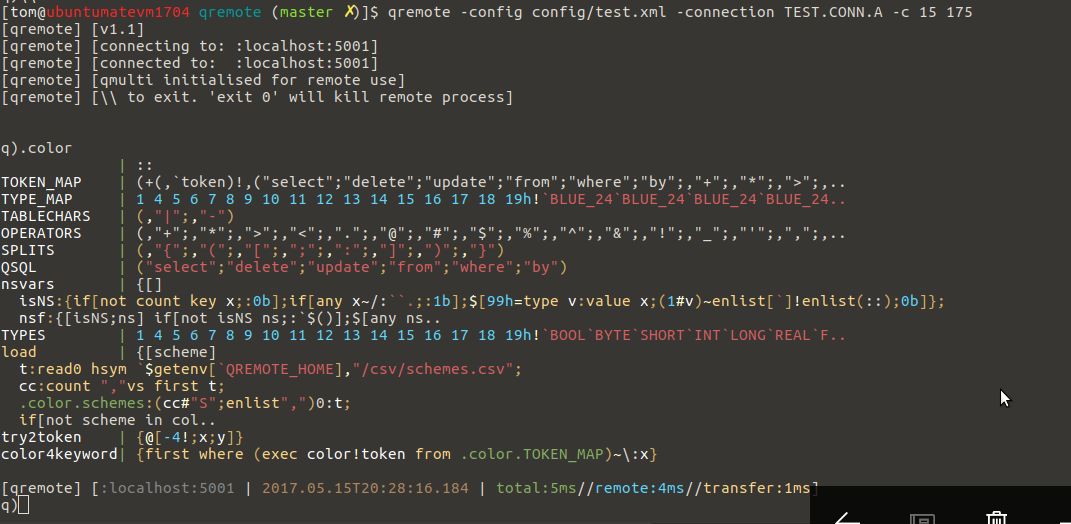 [tom@ubuntumatevm1704 qremote (master ✗)]$ qremote -config config/test.xml -connection TEST.CONN.A -c 15 175
[qremote] [v1.1]
[qremote] [connecting to: :localhost:5001]
[qremote] [connected to:  :localhost:5001]
[qremote] [qmulti initialised for remote use]
[qremote] [\\ to exit. 'exit 0' will kill remote process]
q).color
             | ::
TOKEN_MAP    | (+(,`token)!,("select";"delete";"update";"from";"where";"by";,"+";,"*";,">";,..
TYPE_MAP     | 1 4 5 6 7 8 9 10 11 12 13 14 15 16 17 18 19h!`BLUE_24`BLUE_24`BLUE_24`BLUE_24..
TABLECHARS   | (,"|";,"-")
OPERATORS    | (,"+";,"*";,">";,"<";,".";,"@";,"#";,"$";,"%";,"^";,"&";,"!";,"_";,"'";,",";,..
SPLITS       | (,"{";,"(";,"[";,";";,":";,"]";,")";,"}")
QSQL         | ("select";"delete";"update";"from";"where";"by")
nsvars       | {[]
  isNS:{if[not count key x;:0b];if[any x~/:``.;:1b];$[99h=type v:value x;(1#v)~enlist[`]!enlist(::);0b]};
  nsf:{[isNS;ns] if[not isNS ns;:`$()];$[any ns..
TYPES        | 1 4 5 6 7 8 9 10 11 12 13 14 15 16 17 18 19h!`BOOL`BYTE`SHORT`INT`LONG`REAL`F..
load         | {[scheme]
  t:read0 hsym `$getenv[`QREMOTE_HOME],"/csv/schemes.csv";
  cc:count ","vs first t;
  .color.schemes:(cc#"S";enlist",")0:t;
  if[not scheme in col..
try2token    | {@[-4!;x;y]}
color4keyword| {first where (exec color!token from .color.TOKEN_MAP)~\:x}
[qremote] [:localhost:5001 | 2017.05.15T20:28:16.184 | total:5ms//remote:4ms//transfer:1ms]
q)